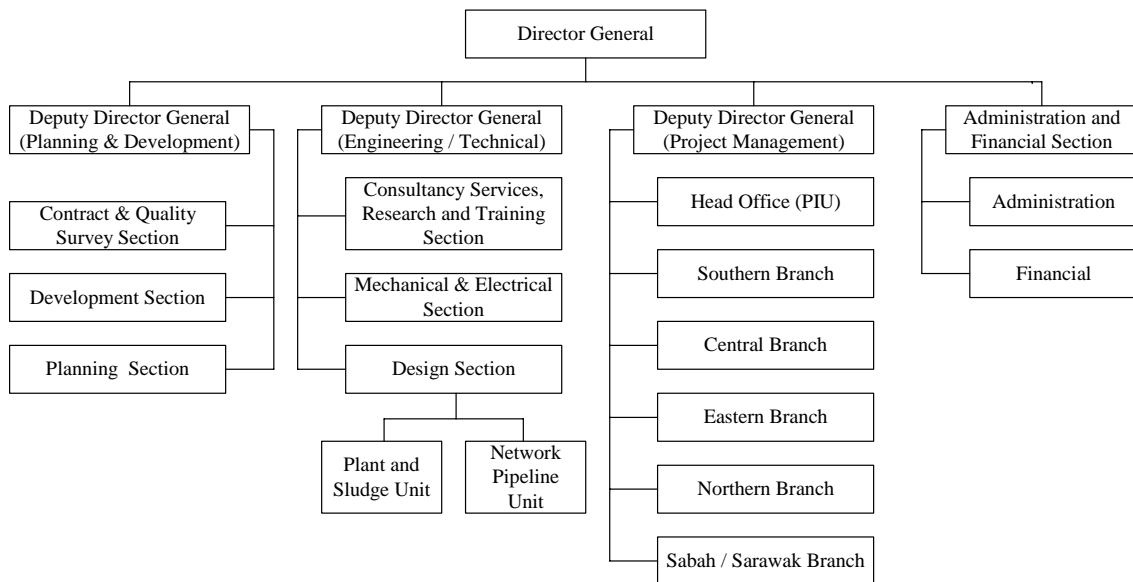 Director General
Deputy Director General
(Planning & Development)
Contract & Quality
Survey Section
Development Section
Planning Section
Deputy Director General
(Engineering / Technical)
Consultancy Services,
Research and Training
Section
Mechanical & Electrical
Section
Design Section
Plant and
Sludge Unit
Network
Pipeline
Unit
Deputy Director General
(Project Management)
Head Office (PIU)
Southern Branch
Central Branch
Eastern Branch
Northern Branch
Sabah / Sarawak Branch
Administration and
Financial Section
Administration
Financial